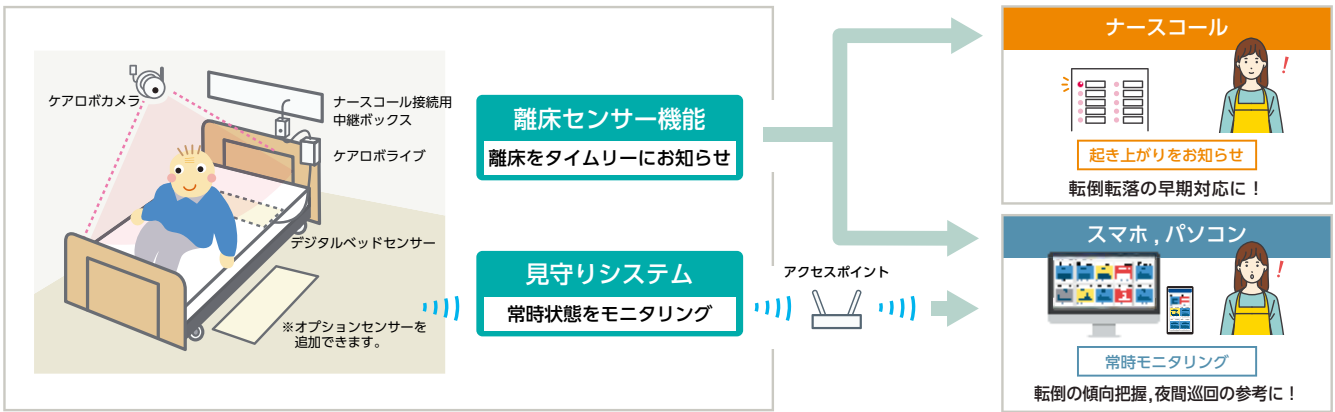 ケアロボカメラ
ナースコール接続用
中継ボックス
ケアロボライブ
デジタルベッドセンサー
※オプションセンサーを
追加できます。
離床センサー機能
離床をタイムリーにお知らせ
見守りシステム
常時状態をモニタリング
アクセスポイント
ナースコール
!
起き上がりをお知らせ
転倒転落の早期対応に！
スマホ , パソコン
!
常時モニタリング
転倒の傾向把握,夜間巡回の参考に！